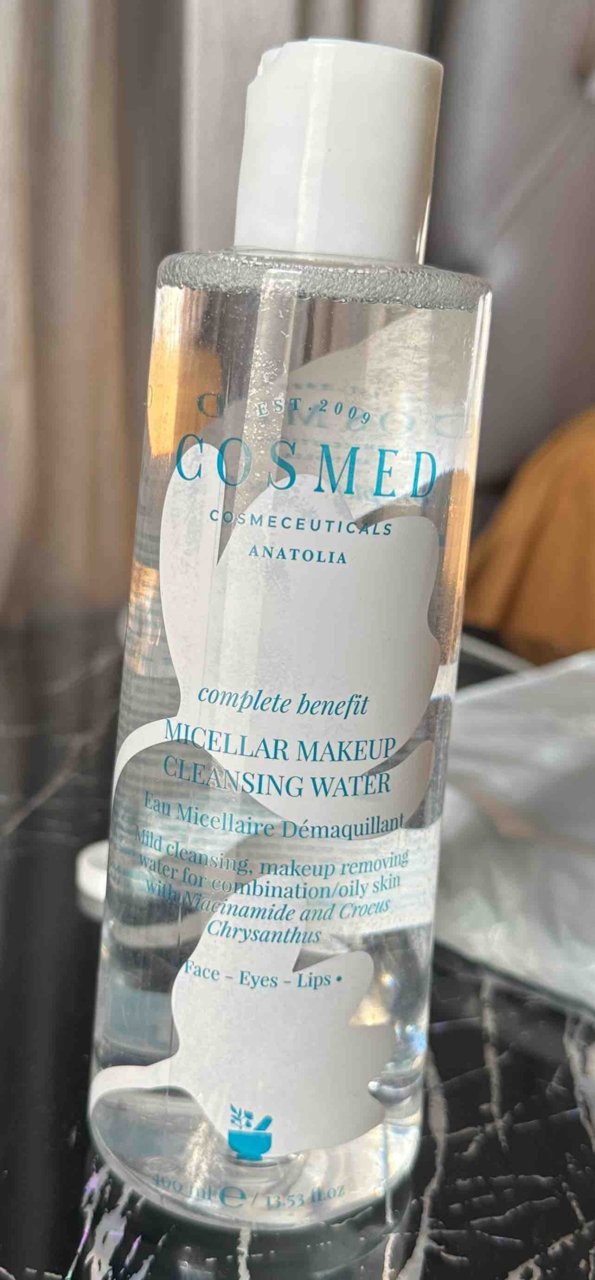 EST. 2009
COSMED
COSMECEUTICALS
ANATOLIA
complete benefit
MICELLAR MAKEUP
CLEANSING WATER
Eau Micellaire Démaquillant
Mild cleansing, makeup removing
water for combination/oily skin
with Niacinamide and Crocus
Chrysanthus
Face - Eyes - Lips •
400 ml ℮ / 13.53 fl.oz